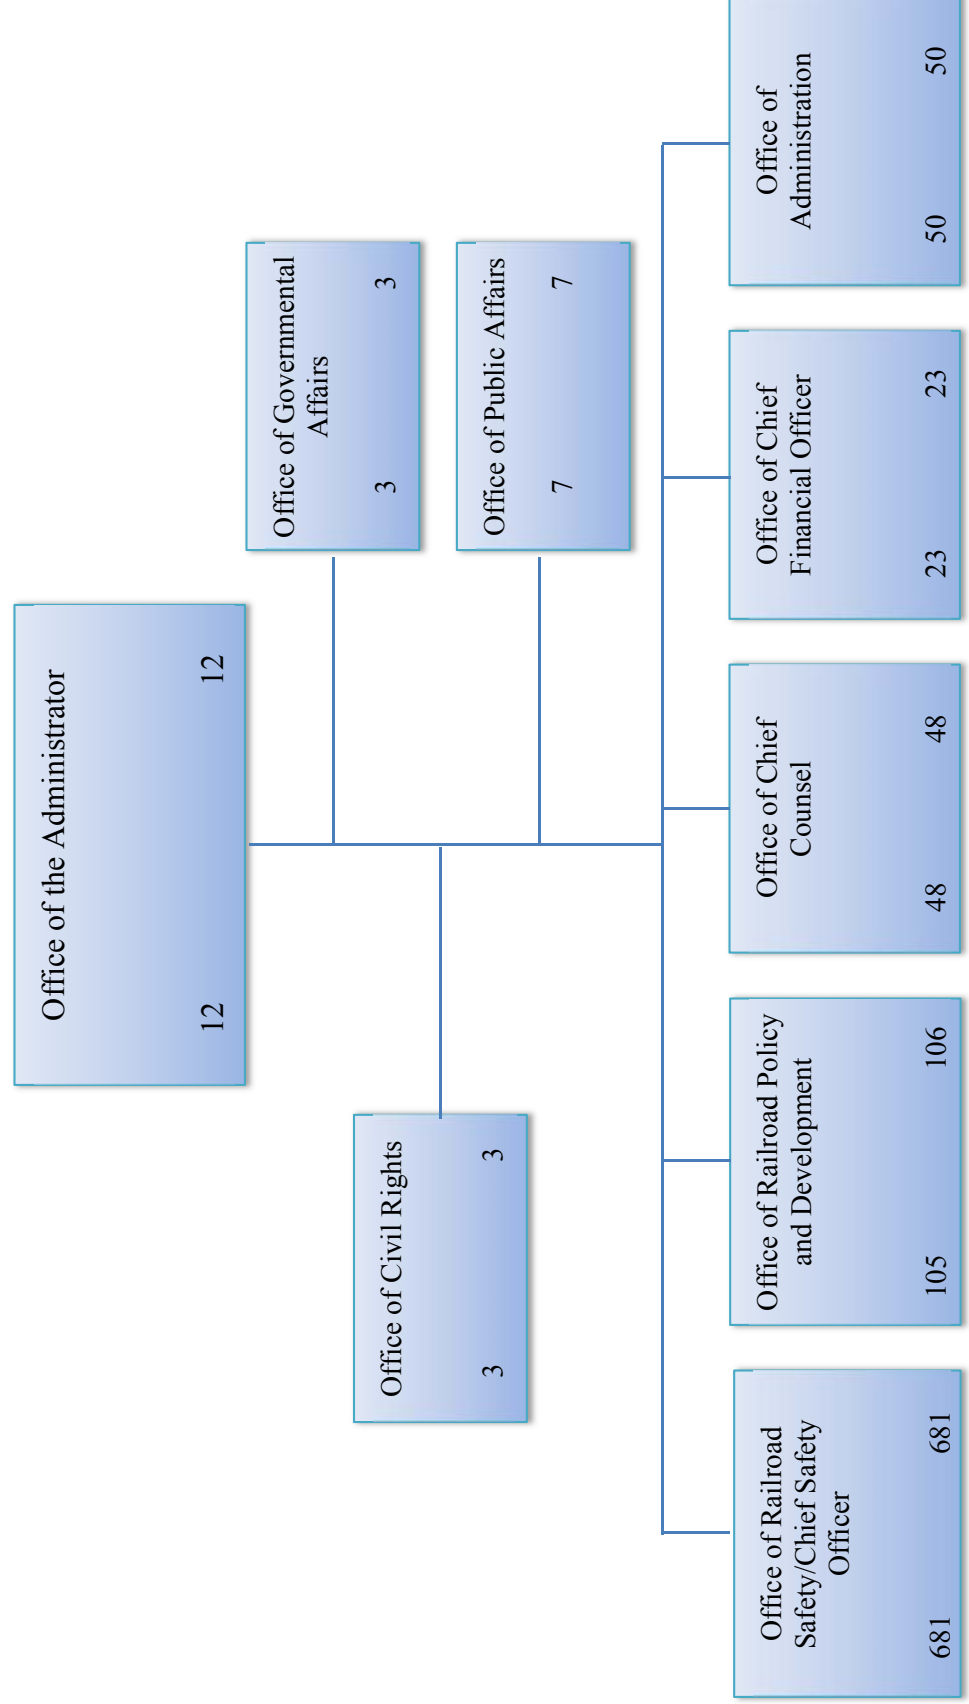 Office of the Administrator
12 12
Office of Governmental
Affairs
3 3
Office of Civil Rights
3 3
Office of Public Affairs
7 7
Office of Railroad
Safety/Chief Safety
Officer
681 681
Office of Railroad Policy
and Development
105 106
Office of Chief
Counsel
48 48
Office of Chief
Financial Officer
23 23
Office of
Administration
50 50